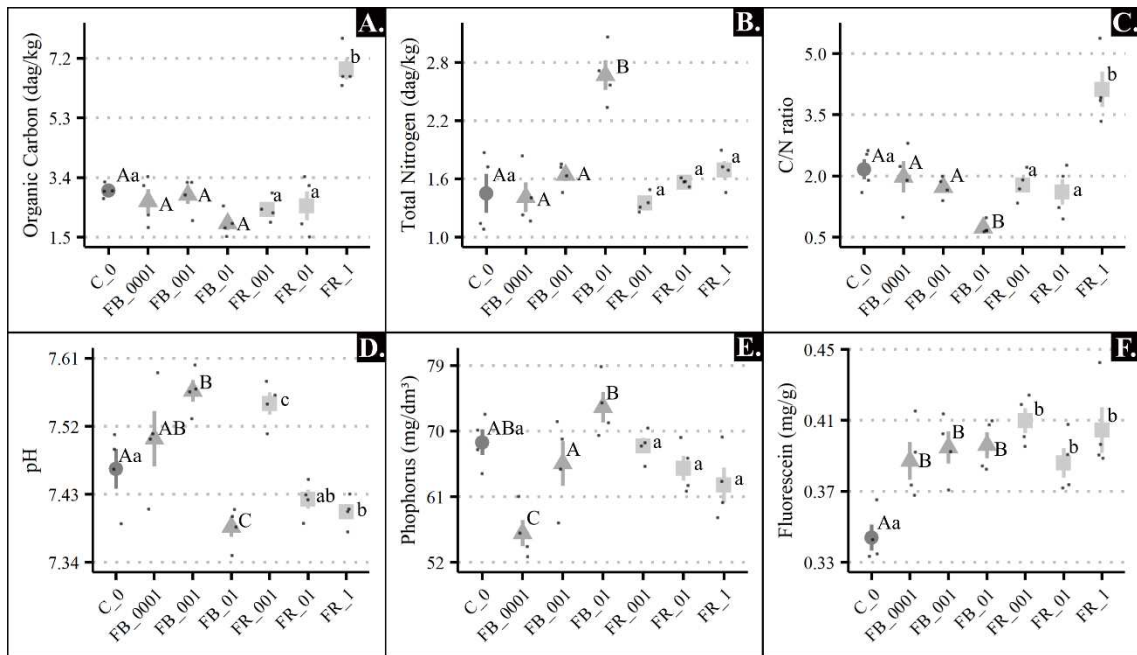 A.
Organic Carbon (dag/kg)
7.2
5.3
3.4
1.5
Aa
A
A
A
a
a
b
C_0
FB_0001
FB_001
FB_01
FR_001
FR_01
FR_1
B.
Total Nitrogen (dag/kg)
2.8
2.2
1.6
1.0
Aa
A
A
B
a
a
a
C_0
FB_0001
FB_001
FB_01
FR_001
FR_01
FR_1
C.
C/N ratio
5.0
3.5
2.0
0.5
Aa
A
A
B
a
a
b
C_0
FB_0001
FB_001
FB_01
FR_001
FR_01
FR_1
D.
pH
7.61
7.52
7.43
7.34
Aa
AB
B
C
c
ab
b
C_0
FB_0001
FB_001
FB_01
FR_001
FR_01
FR_1
E.
Phophorus (mg/dm³)
79
70
61
52
ABa
C
A
B
a
a
a
C_0
FB_0001
FB_001
FB_01
FR_001
FR_01
FR_1
F.
Fluorescein (mg/g)
0.45
0.41
0.37
0.33
Aa
B
B
B
b
b
b
C_0
FB_0001
FB_001
FB_01
FR_001
FR_01
FR_1